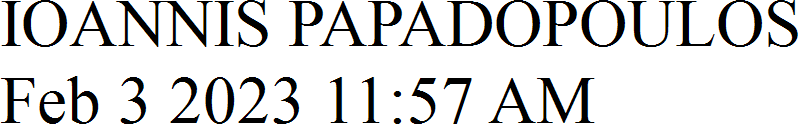 IOANNIS PAPADOPOULOS
Feb 3 2023 11:57 AM